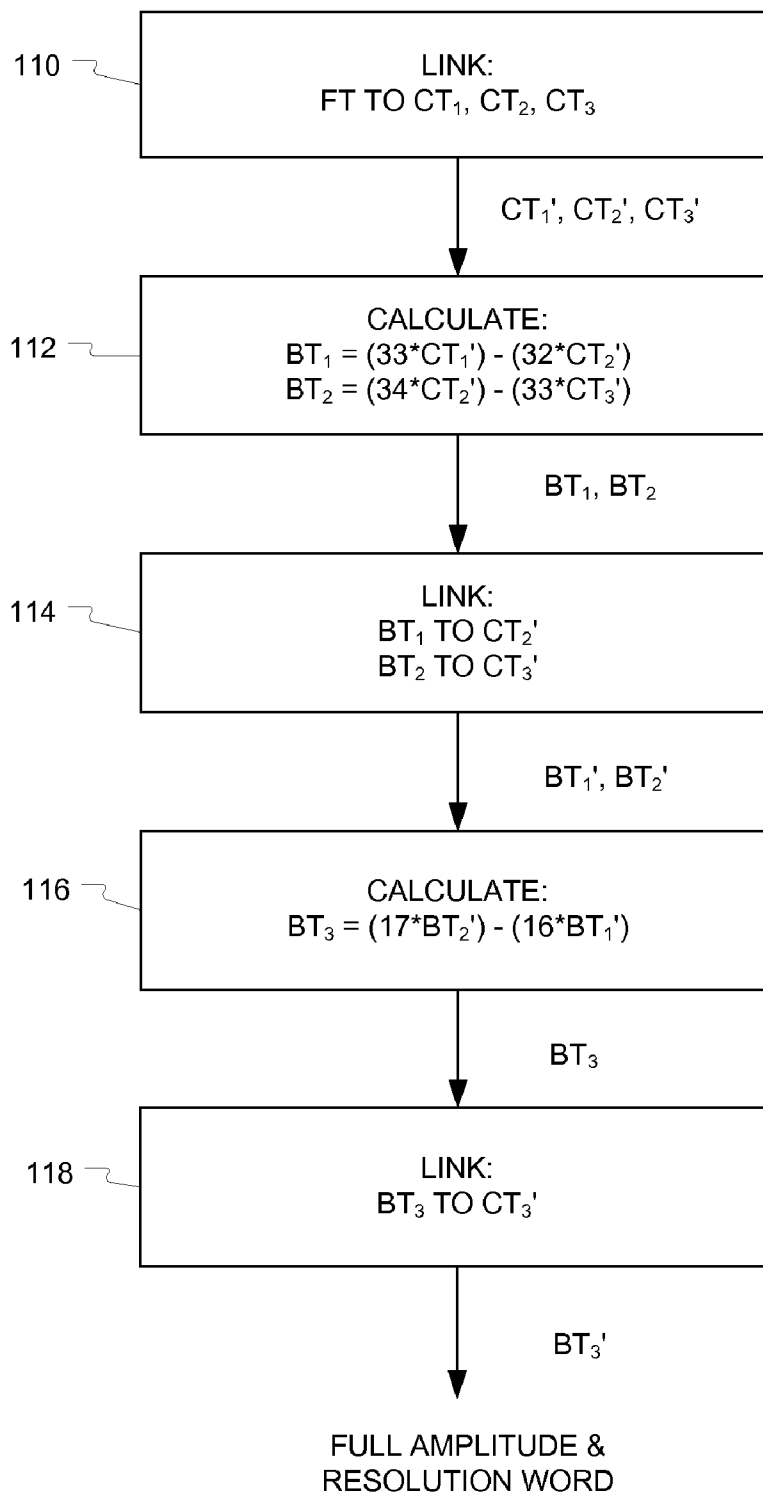 110
LINK:
FT TO CT₁, CT₂, CT₃
CT₁', CT₂', CT₃'
112
CALCULATE:
BT₁ = (33*CT₁') - (32*CT₂')
BT₂ = (34*CT₂') - (33*CT₃')
BT₁, BT₂
114
LINK:
BT₁ TO CT₂'
BT₂ TO CT₃'
BT₁', BT₂'
116
CALCULATE:
BT₃ = (17*BT₂') - (16*BT₁')
BT₃
118
LINK:
BT₃ TO CT₃'
BT₃'
FULL AMPLITUDE &
RESOLUTION WORD